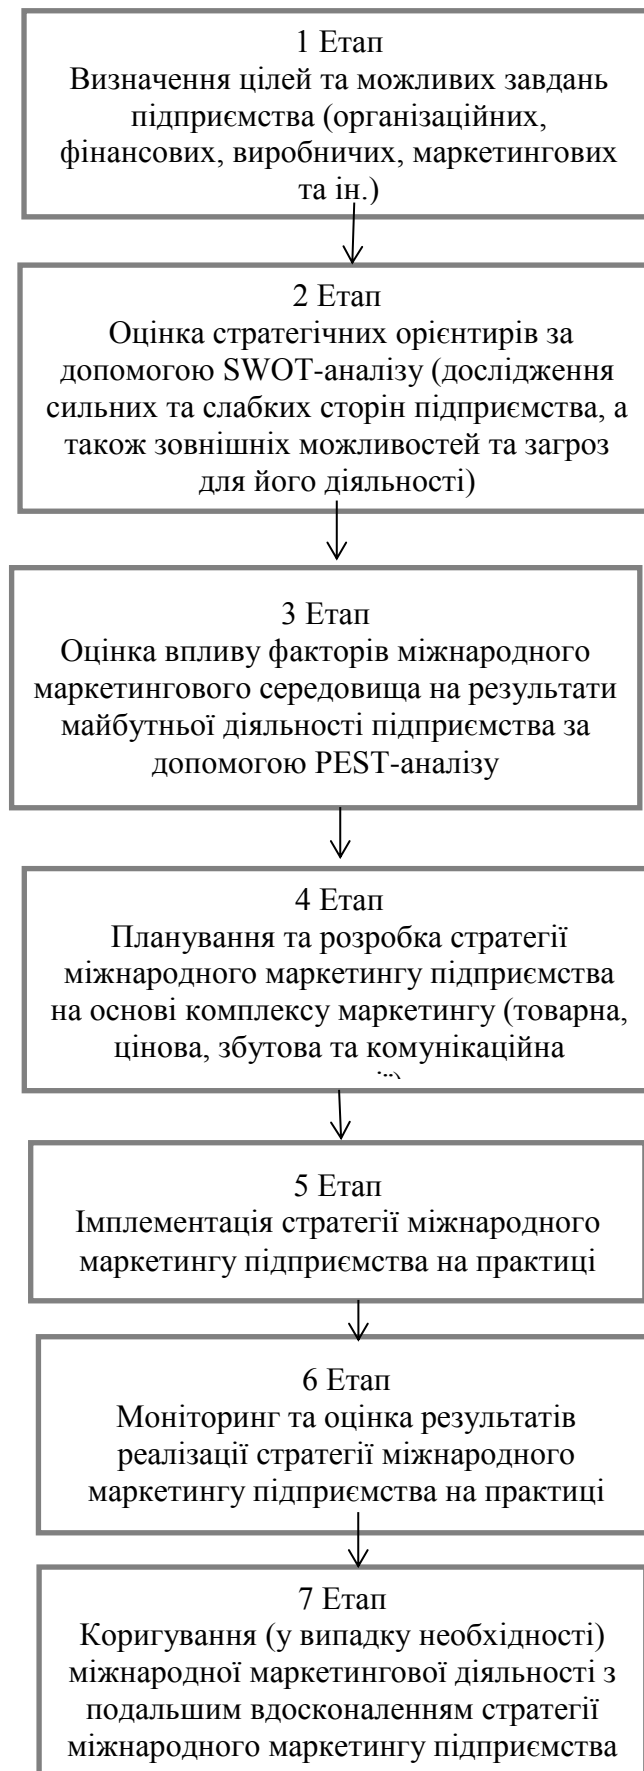 1 Етап
Визначення цілей та можливих завдань
підприємства (організаційних,
фінансових, виробничих, маркетингових
та ін.)
2 Етап
Оцінка стратегічних орієнтирів за
допомогою SWOT-аналізу (дослідження
сильних та слабких сторін підприємства, а
також зовнішніх можливостей та загроз
для його діяльності)
3 Етап
Оцінка впливу факторів міжнародного
маркетингового середовища на результати
майбутньої діяльності підприємства за
допомогою PEST-аналізу
4 Етап
Планування та розробка стратегії
міжнародного маркетингу підприємства
на основі комплексу маркетингу (товарна,
цінова, збутова та комунікаційна
5 Етап
Імплементація стратегії міжнародного
маркетингу підприємства на практиці
6 Етап
Моніторинг та оцінка результатів
реалізації стратегії міжнародного
маркетингу підприємства на практиці
7 Етап
Коригування (у випадку необхідності)
міжнародної маркетингової діяльності з
подальшим вдосконаленням стратегії
міжнародного маркетингу підприємства